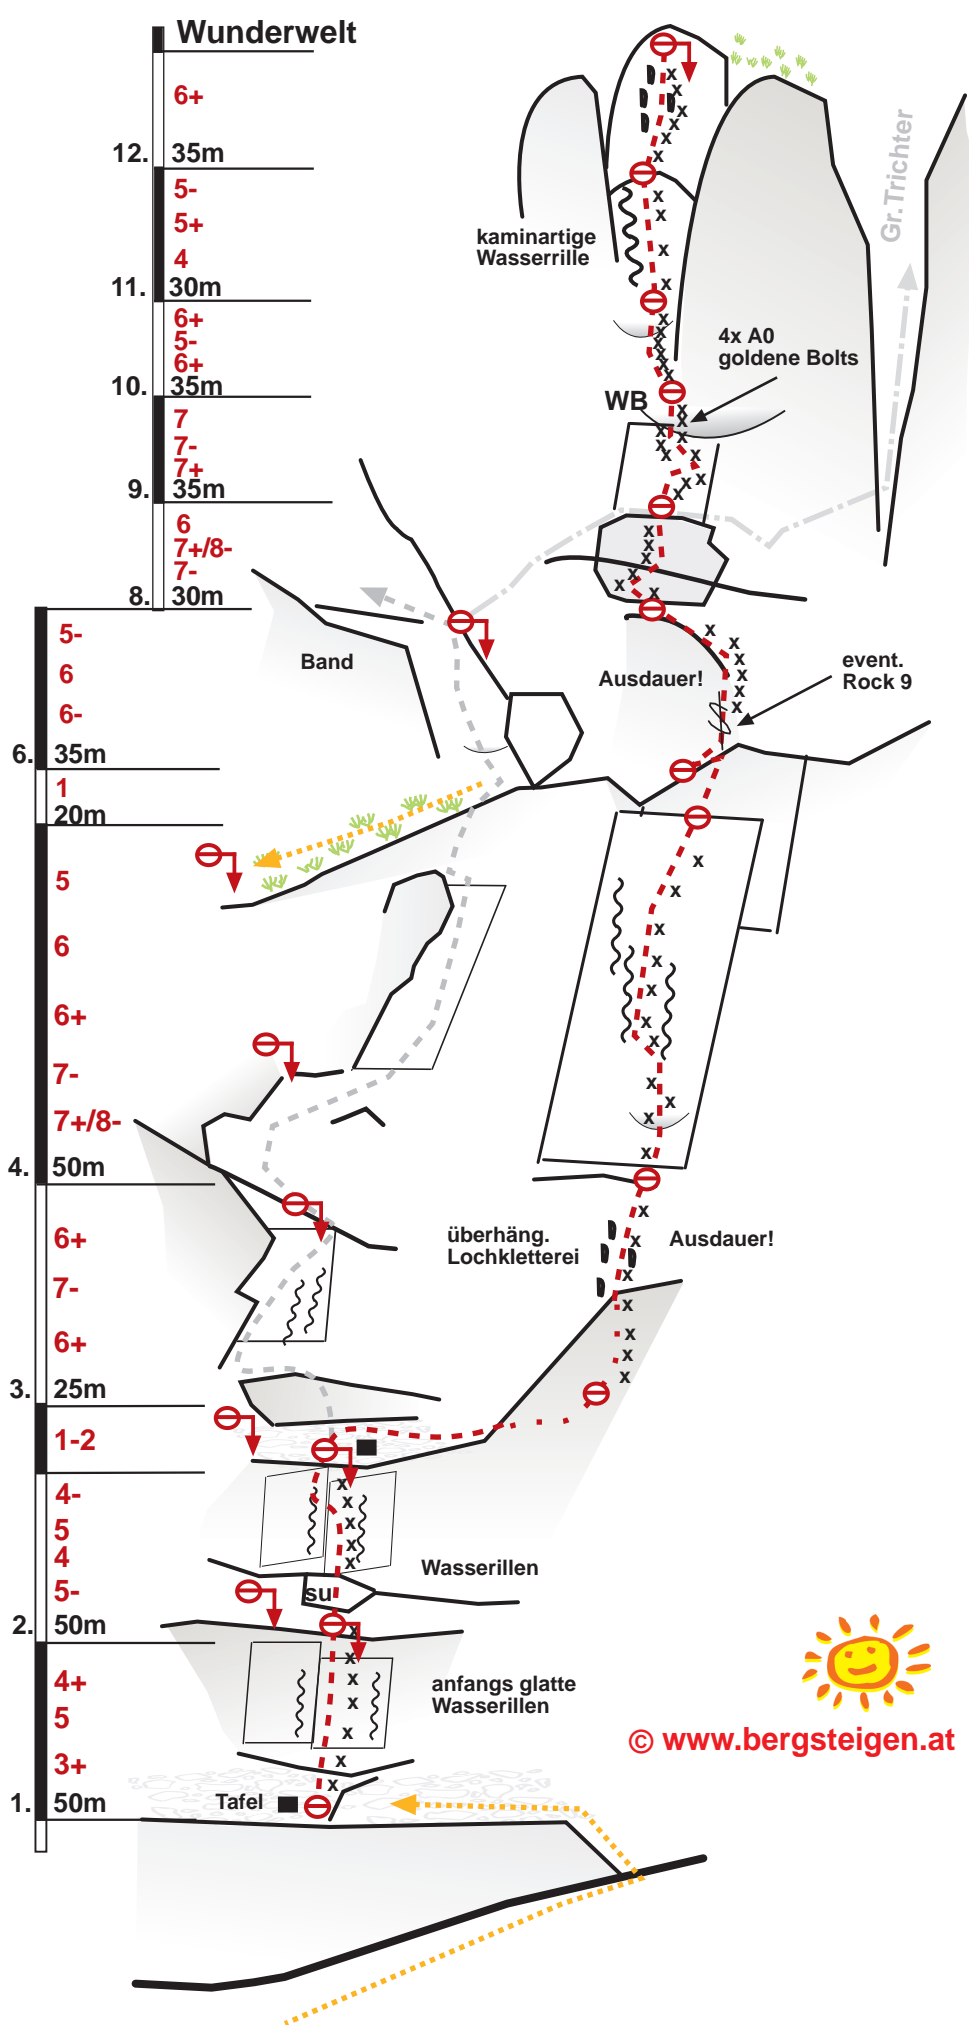 Wunderwelt
6+
12. 35m
5-
5+
4
11. 30m
6+
5-
6+
10. 35m
7
7-
7+
9. 35m
6
7+/8-
7-
8. 30m
5-
6
6-
6. 35m
1
20m
5
6
6+
7-
7+/8-
4. 50m
6+
7-
6+
3. 25m
1-2
4-
5
4
5-
2. 50m
4+
5
3+
1. 50m
Gr.Trichter
kaminartige
Wasserrille
4x A0
goldene Bolts
WB
Band
Ausdauer!
event.
Rock 9
überhäng.
Lochkletterei
Ausdauer!
Wasserillen
su
anfangs glatte
Wasserillen
Tafel
© www.bergsteigen.at